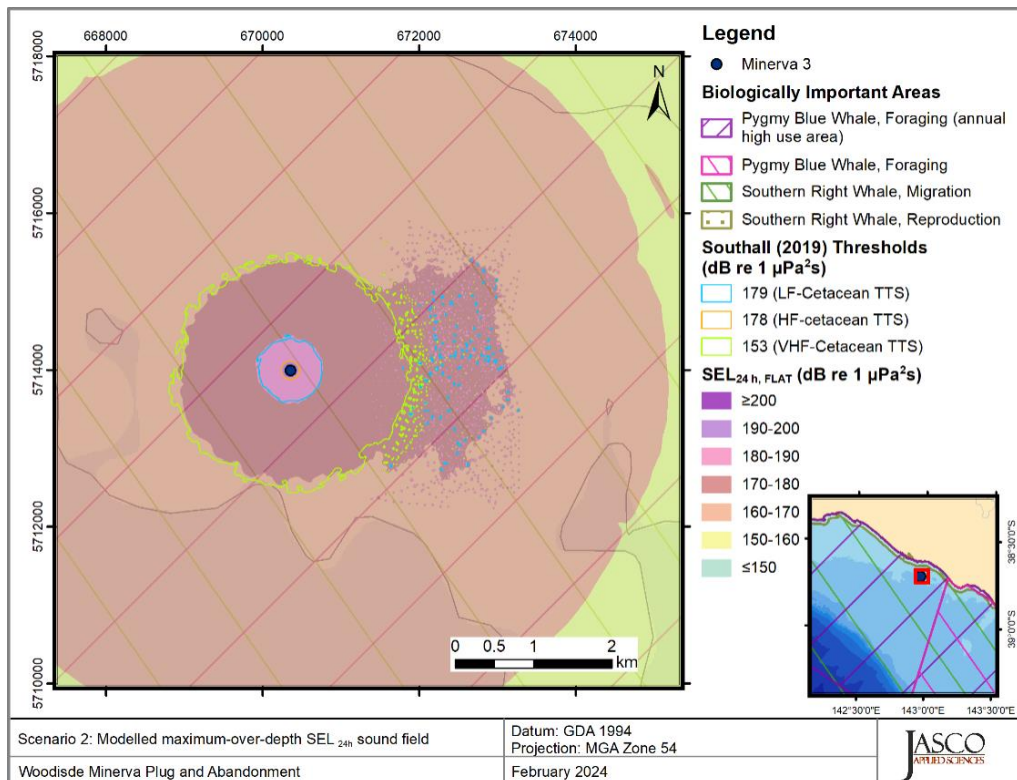 668000
670000
672000
674000
5718000
5716000
5714000
5712000
5710000
N
0 0.5 1 2
km
Legend
Minerva 3
Biologically Important Areas
Pygmy Blue Whale, Foraging (annual
high use area)
Pygmy Blue Whale, Foraging
Southern Right Whale, Migration
Southern Right Whale, Reproduction
Southall (2019) Thresholds
(dB re 1 µPa²s)
179 (LF-Cetacean TTS)
178 (HF-cetacean TTS)
153 (VHF-Cetacean TTS)
SEL24 h, FLAT (dB re 1 µPa²s)
≥200
190-200
180-190
170-180
160-170
150-160
≤150
38°30'S
39°0'S
142°30'0"E
143°0'0"E
143°30'0"E
Scenario 2: Modelled maximum-over-depth SEL 24h sound field
Datum: GDA 1994
Projection: MGA Zone 54
Woodisde Minerva Plug and Abandonment
February 2024
JASCO
APPLIED SCIENCES